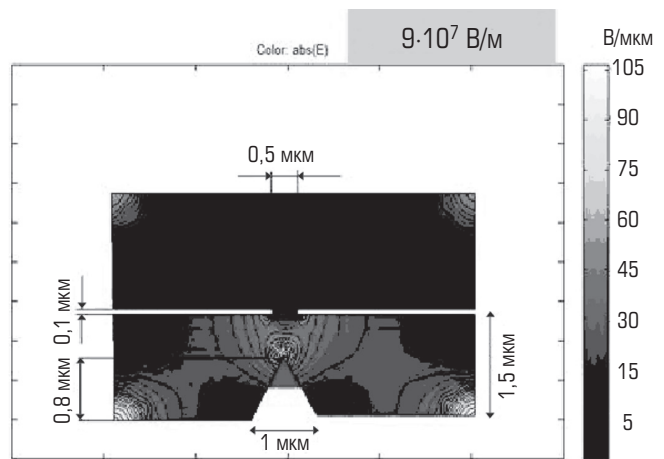 9·10⁷ В/м
Color: abs(E)
В/мкм
105
90
75
60
45
30
15
5
0,5 мкм
0,1 мкм
0,8 мкм
1,5 мкм
1 мкм